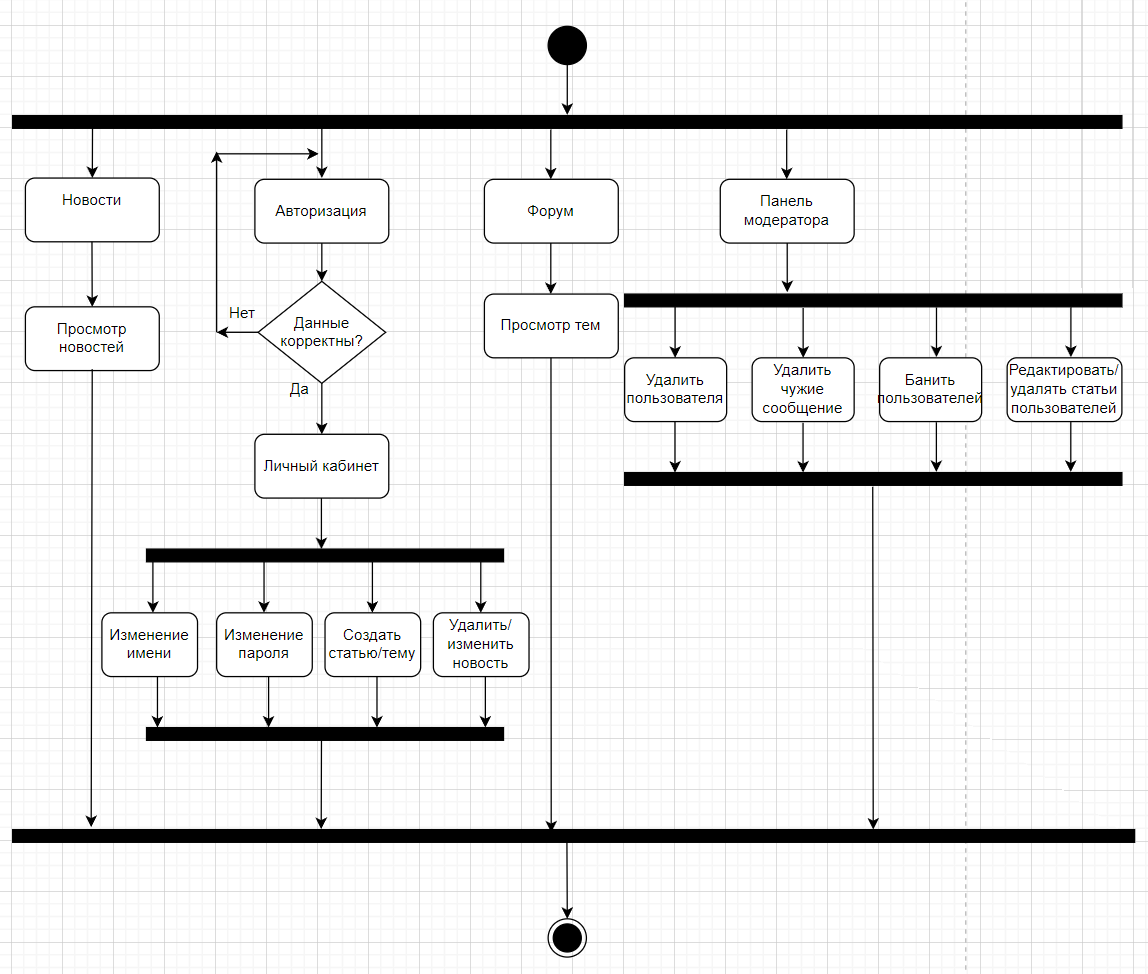 Новости
Авторизация
Форум
Панель
модератора
Просмотр
новостей
Нет
Данные
корректны?
Да
Просмотр тем
Удалить
пользователя
Удалить
чужие
сообщение
Банить
пользователей
Редактировать/
удалять статьи
пользователей
Личный кабинет
Изменение
имени
Изменение
пароля
Создать
статью/тему
Удалить/
изменить
новость